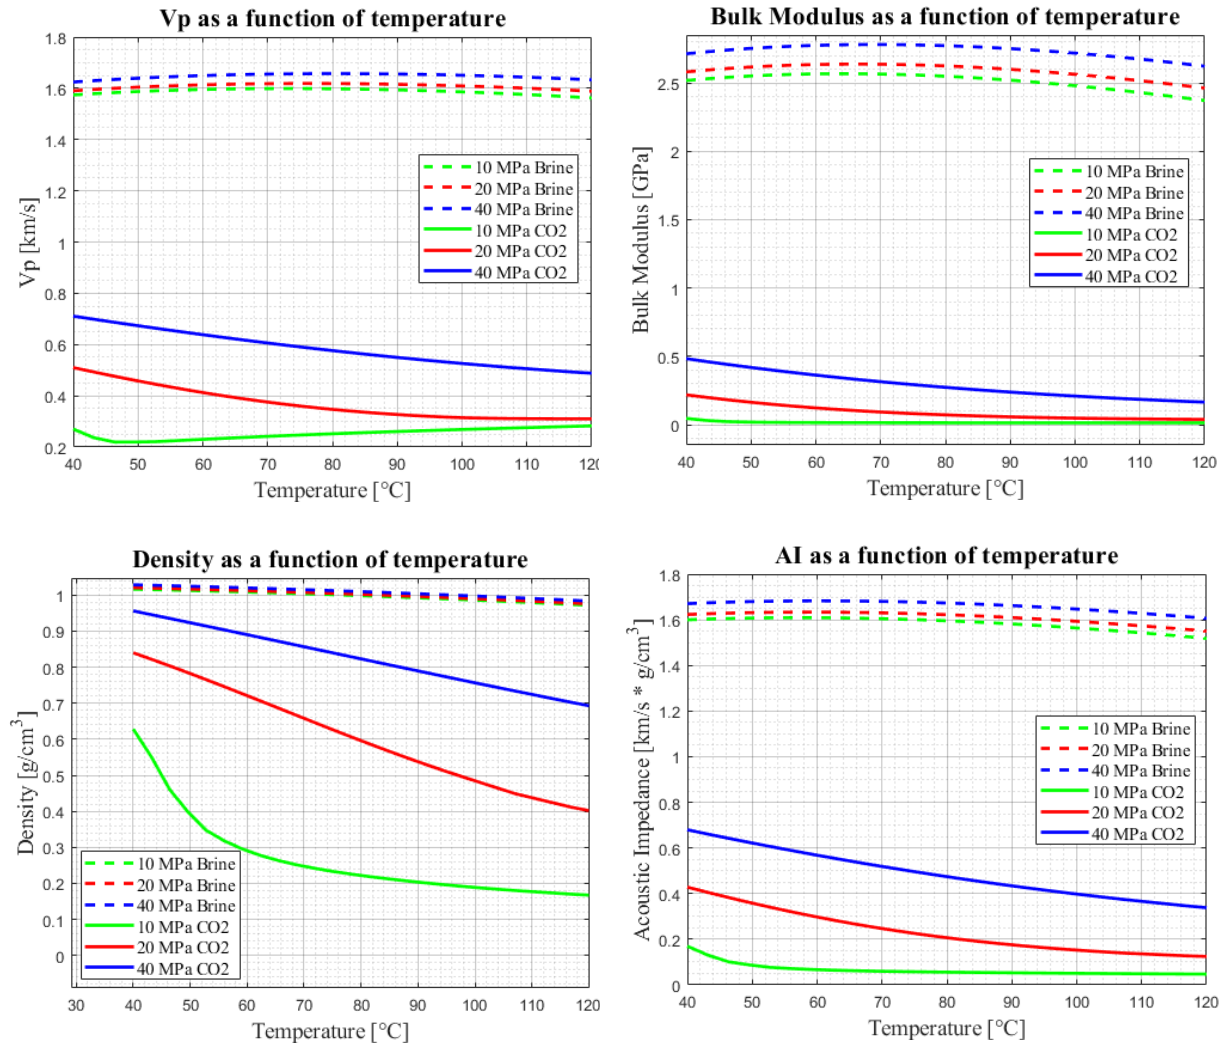 Vp as a function of temperature
1.8
1.6
1.4
1.2
1
0.8
0.6
0.4
0.2
Vp [km/s]
10 MPa Brine
20 MPa Brine
40 MPa Brine
10 MPa CO2
20 MPa CO2
40 MPa CO2
40 50 60 70 80 90 100 110 120
Temperature [°C]
Bulk Modulus as a function of temperature
2.5
2
1.5
1
0.5
0
Bulk Modulus [GPa]
10 MPa Brine
20 MPa Brine
40 MPa Brine
10 MPa CO2
20 MPa CO2
40 MPa CO2
40 50 60 70 80 90 100 110 120
Temperature [°C]
Density as a function of temperature
1
0.9
0.8
0.7
0.6
0.5
0.4
0.3
0.2
0.1
0
Density [g/cm³]
10 MPa Brine
20 MPa Brine
40 MPa Brine
10 MPa CO2
20 MPa CO2
40 MPa CO2
30 40 50 60 70 80 90 100 110 120
Temperature [°C]
AI as a function of temperature
1.8
1.6
1.4
1.2
1
0.8
0.6
0.4
0.2
0
Acoustic Impedance [km/s * g/cm³]
10 MPa Brine
20 MPa Brine
40 MPa Brine
10 MPa CO2
20 MPa CO2
40 MPa CO2
40 50 60 70 80 90 100 110 120
Temperature [°C]